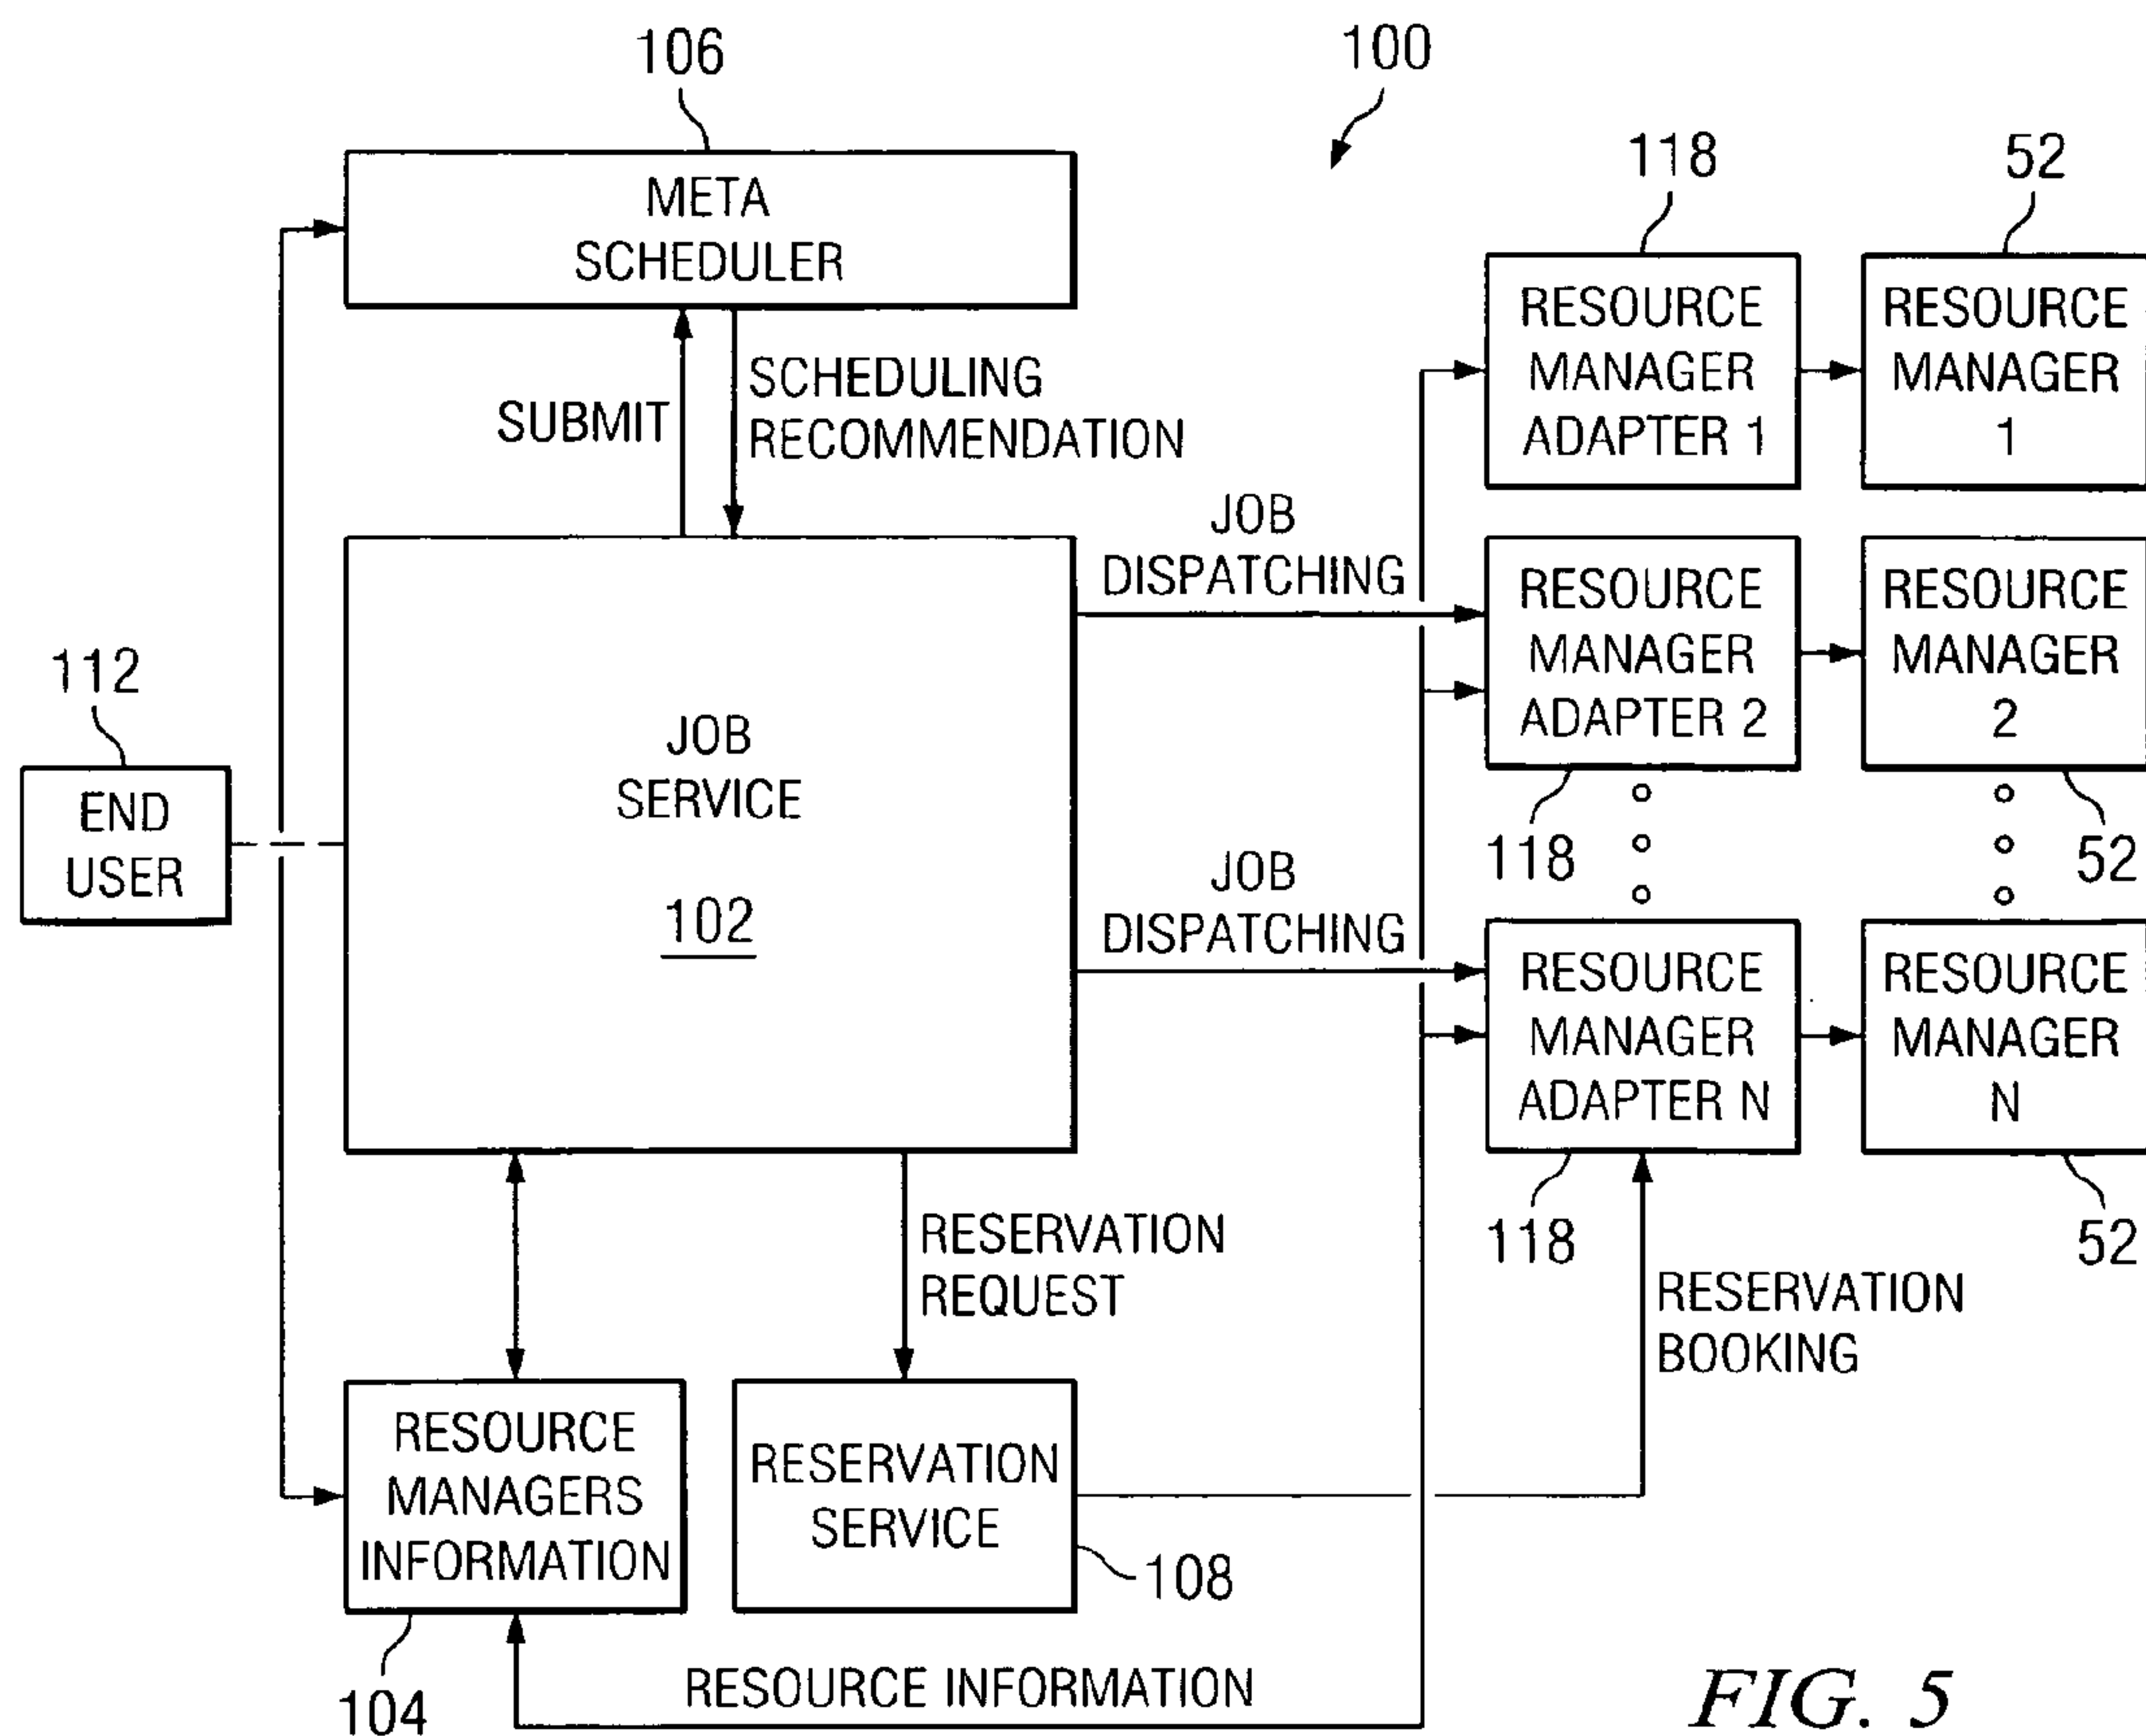 106
100
META
SCHEDULER
118
52
RESOURCE
MANAGER
ADAPTER 1
RESOURCE
MANAGER
1
SUBMIT
SCHEDULING
RECOMMENDATION
JOB
DISPATCHING
RESOURCE
MANAGER
ADAPTER 2
RESOURCE
MANAGER
2
112
END
USER
JOB
SERVICE
102
118
52
JOB
DISPATCHING
RESOURCE
MANAGER
ADAPTER N
RESOURCE
MANAGER
N
118
52
RESERVATION
REQUEST
RESERVATION
BOOKING
RESOURCE
MANAGERS
INFORMATION
RESERVATION
SERVICE
108
104
RESOURCE INFORMATION
FIG. 5